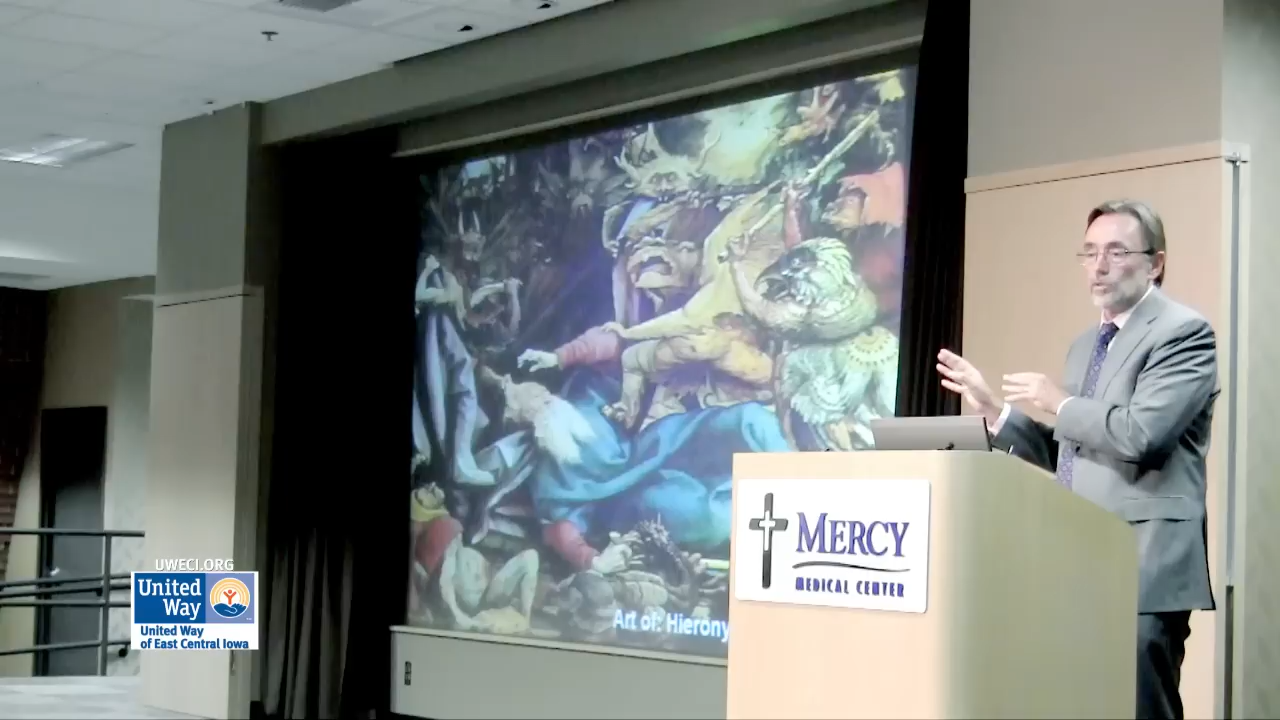 Art of: Hierony
MERCY
MEDICAL CENTER
UWECI.ORG
United
Way
United Way
of East Central Iowa